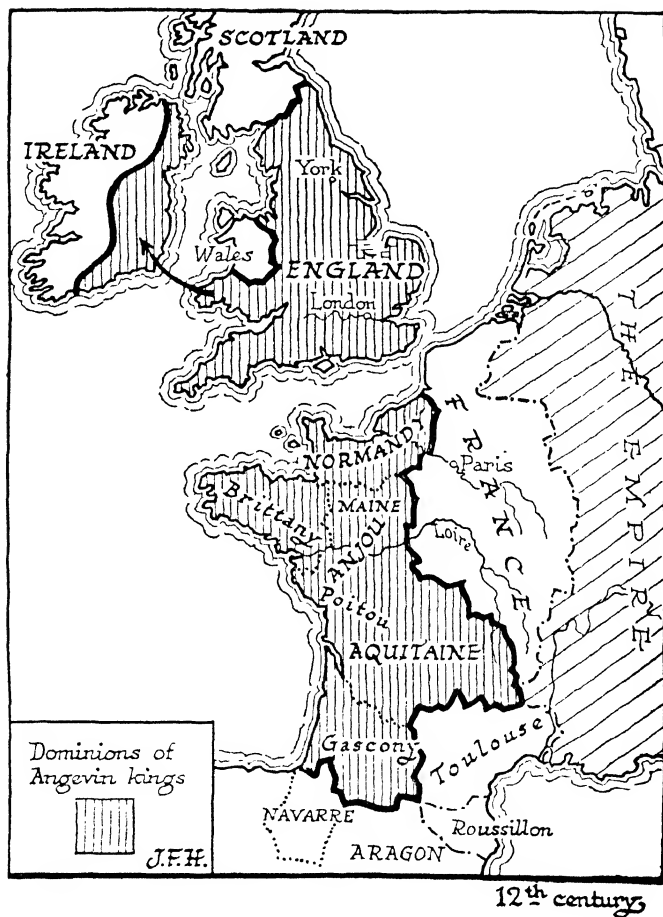 SCOTLAND
IRELAND
York
Wales
ENGLAND
London
THE EMPIRE
FRANCE
NORMANDY
Paris
Brittany
MAINE
ANJOU
Loire
Poitou
AQUITAINE
Gascony
Toulouse
NAVARRE
Roussillon
ARAGON
Dominions of
Angevin kings
J.F.H.
12th century